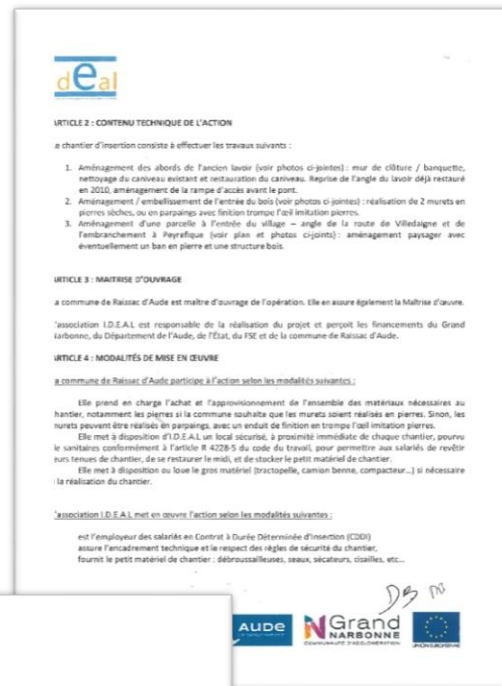 deal
RTICLE 2 : CONTENU TECHNIQUE DE L'ACTION
e chantier d'insertion consiste à effectuer les travaux suivants :
1. Aménagement des abords de l'ancien lavoir (voir photos ci-jointes) : mur de clôture / banquette,
nettoyage du caniveau existant et restauration du caniveau. Reprise de l'angle du lavoir déjà restauré
en 2010, aménagement de la rampe d'accès avant le pont.
2. Aménagement / embellissement de l'entrée du bois (voir photos ci-jointes) : réalisation de 2 murets en
pierres sèches, ou en parpaings avec finition trompe l'œil imitation pierres.
3. Aménagement d'une parcelle à l'entrée du village – angle de la route de Villedaigne et de
l'embranchement à Peyrefique (voir plan et photos ci-joints) : aménagement paysager avec
éventuellement un ban en pierre et une structure bois.
RTICLE 3 : MAITRISE D'OUVRAGE
a commune de Raissac d'Aude est maître d'ouvrage de l'opération. Elle en assure également la Maîtrise d'œuvre.
'association I.D.E.A.L est responsable de la réalisation du projet et perçoit les financements du Grand
arbonne, du Département de l'Aude, de l'État, du FSE et de la commune de Raissac d'Aude.
RTICLE 4 : MODALITÉS DE MISE EN ŒUVRE
a commune de Raissac d'Aude participe à l'action selon les modalités suivantes :
Elle prend en charge l'achat et l'approvisionnement de l'ensemble des matériaux nécessaires au
hantier, notamment les pierres si la commune souhaite que les murets soient réalisés en pierres. Sinon, les
nurets peuvent être réalisés en parpaings, avec un enduit de finition en trompe l'œil imitation pierres.
Elle met à disposition d'I.D.E.A.L un local sécurisé, à proximité immédiate de chaque chantier, pourvu
le sanitaires conformément à l'article R 4228-5 du code du travail, pour permettre aux salariés de revêtir
eurs tenues de chantier, de se restaurer le midi, et de stocker le petit matériel de chantier.
Elle met à disposition ou loue le gros matériel (tractopelle, camion benne, compacteur...) si nécessaire
la réalisation du chantier.
'association I.D.E.A.L met en œuvre l'action selon les modalités suivantes :
est l'employeur des salariés en Contrat à Durée Déterminée d'Insertion (CDDI)
assure l'encadrement technique et le respect des règles de sécurité du chantier,
fournit le petit matériel de chantier : débroussailleuses, seaux, sécateurs, cisailles, etc...
DB
AUDE
Grand
NARBONNE
COMMUNAUTÉ D'AGGLOMÉRATION
UNION EUROPÉENNE